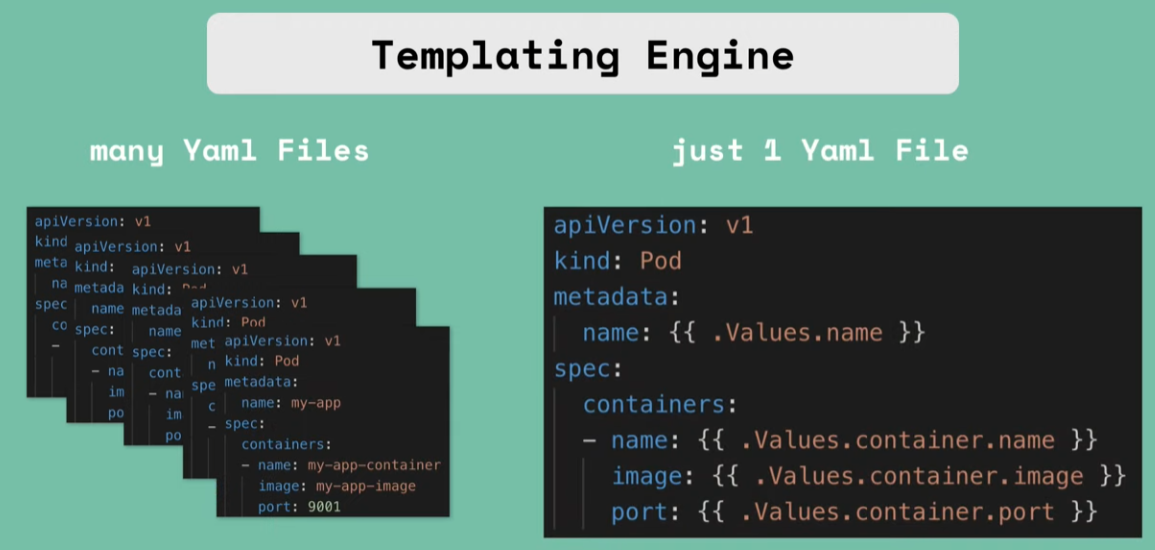 Templating Engine
many Yaml Files
just 1 Yaml File
apiVersion: v1
kind
meta
na
spec
co
-
apiVersion: v1
kind:
metada
name
spec:
cont
- na
im
po
apiVersion: v1
kind:
metada
name
spec:
cont
- na
im
po
apiVersion: v1
kind: Pod
met
n
spe
c
-
apiVersion: v1
kind: Pod
metadata:
name: my-app
spec:
containers:
- name: my-app-container
image: my-app-image
port: 9001
apiVersion: v1
kind: Pod
metadata:
name: {{ .Values.name }}
spec:
containers:
- name: {{ .Values.container.name }}
image: {{ .Values.container.image }}
port: {{ .Values.container.port }}